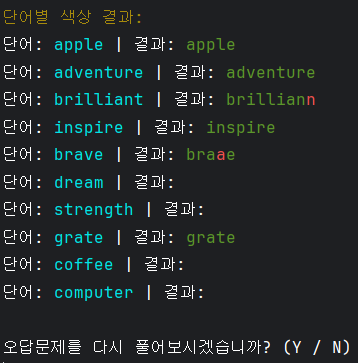 단어별 색상 결과:
단어: apple | 결과: apple
단어: adventure | 결과: adventure
단어: brilliant | 결과: brilliann
단어: inspire | 결과: inspire
단어: brave | 결과: braae
단어: dream | 결과:
단어: strength | 결과:
단어: grate | 결과: grate
단어: coffee | 결과:
단어: computer | 결과:
오답문제를 다시 풀어보시겠습니까? (Y / N)